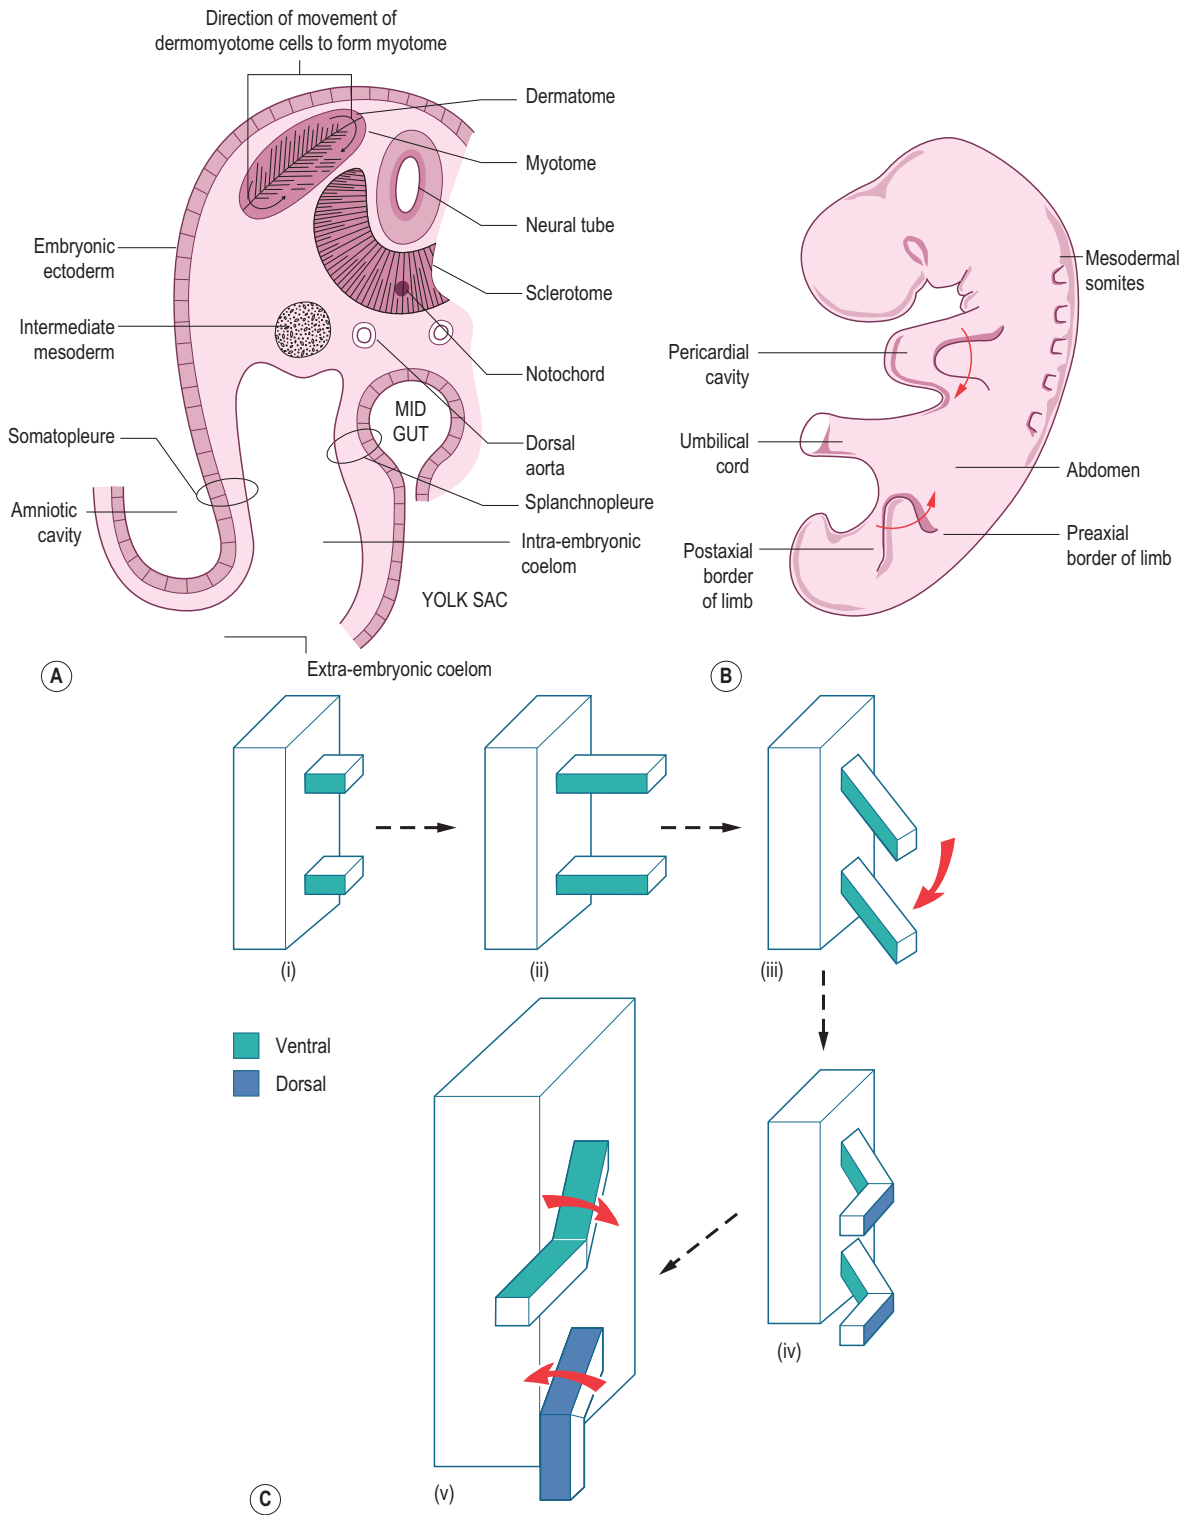 Direction of movement of
dermomyotome cells to form myotome
Dermatome
Myotome
Neural tube
Sclerotome
Notochord
Dorsal
aorta
Splanchnopleure
Intra-embryonic
coelom
YOLK SAC
MID
GUT
Embryonic
ectoderm
Intermediate
mesoderm
Somatopleure
Amniotic
cavity
Extra-embryonic coelom
A
Mesodermal
somites
Pericardial
cavity
Umbilical
cord
Abdomen
Preaxial
border of limb
Postaxial
border
of limb
B
(i)
(ii)
(iii)
Ventral
Dorsal
(iv)
(v)
C